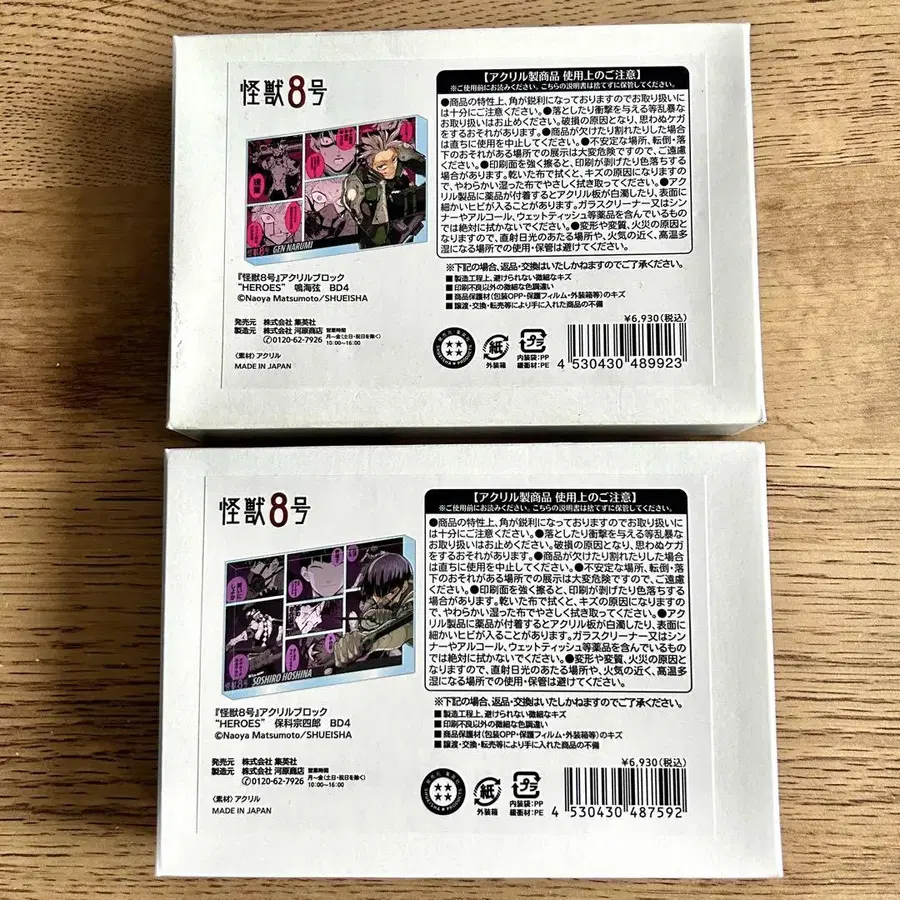 怪獣8号
GEN NARUMI
『怪獣8号』アクリルブロック
"HEROES" 鳴海弦 BD4
©Naoya Matsumoto/SHUEISHA
発売元 株式会社 集英社
製造元 株式会社 河原商店 営業時間
月〜金(土・日・祝日を除く)
✆0120-62-7926 10:00〜16:00
〈素材〉アクリル
MADE IN JAPAN
【アクリル製商品 使用上のご注意】
※ご使用前にお読みください。こちらの説明書は捨てずに保管してください。
●商品の特性上、角が鋭利になっておりますのでお取り扱いに
は十分にご注意ください。●落としたり衝撃を与える等乱暴な
お取り扱いはお止めください。破損の原因となり、思わぬケガ
をするおそれがあります。●商品が欠けたり割れたりした場合
は直ちに使用を中止してください。●不安定な場所、転倒・落
下のおそれがある場所での展示は大変危険ですので、ご遠慮
ください。●印刷面を強く擦ると、印刷が剥げたり色落ちする
場合があります。乾いた布で拭くと、キズの原因になりますの
で、やわらかい湿った布でやさしく拭き取ってください。●アク
リル製品に薬品が付着するとアクリル板が白濁したり、表面に
細かいヒビが入ることがあります。ガラスクリーナー又はシン
ナーやアルコール、ウェットティッシュ等薬品を含んでいるもの
では絶対に拭かないでください。●変形や変質、火災の原因と
なりますので、直射日光のあたる場所や、火気の近く、高温多
湿になる場所での使用・保管は避けてください。
※下記の場合、返品・交換はいたしかねますのでご了承ください。
■製造工程上、避けられない微細なキズ
■印刷不良以外の微細な色調違い
■商品保護材(包装OPP・保護フィルム・外装箱等)のキズ
■譲渡・交換・転売等により手に入れた商品の不備
¥6,930(税込)
紙
外装箱
プラ
内装袋:PP
緩衝材:PE
4 530430 489923
怪獣8号
SOSHIRO HOSHINA
『怪獣8号』アクリルブロック
"HEROES" 保科宗四郎 BD4
©Naoya Matsumoto/SHUEISHA
発売元 株式会社 集英社
製造元 株式会社 河原商店 営業時間
月〜金(土・日・祝日を除く)
✆0120-62-7926 10:00〜16:00
〈素材〉アクリル
MADE IN JAPAN
【アクリル製商品 使用上のご注意】
※ご使用前にお読みください。こちらの説明書は捨てずに保管してください。
●商品の特性上、角が鋭利になっておりますのでお取り扱いに
は十分にご注意ください。●落としたり衝撃を与える等乱暴な
お取り扱いはお止めください。破損の原因となり、思わぬケガ
をするおそれがあります。●商品が欠けたり割れたりした場合
は直ちに使用を中止してください。●不安定な場所、転倒・落
下のおそれがある場所での展示は大変危険ですので、ご遠慮
ください。●印刷面を強く擦ると、印刷が剥げたり色落ちする
場合があります。乾いた布で拭くと、キズの原因になりますの
で、やわらかい湿った布でやさしく拭き取ってください。●アク
リル製品に薬品が付着するとアクリル板が白濁したり、表面に
細かいヒビが入ることがあります。ガラスクリーナー又はシン
ナーやアルコール、ウェットティッシュ等薬品を含んでいるもの
では絶対に拭かないでください。●変形や変質、火災の原因と
なりますので、直射日光のあたる場所や、火気の近く、高温多
湿になる場所での使用・保管は避けてください。
※下記の場合、返品・交換はいたしかねますのでご了承ください。
■製造工程上、避けられない微細なキズ
■印刷不良以外の微細な色調違い
■商品保護材(包装OPP・保護フィルム・外装箱等)のキズ
■譲渡・交換・転売等により手に入れた商品の不備
¥6,930(税込)
紙
外装箱
プラ
内装袋:PP
緩衝材:PE
4 530430 487592